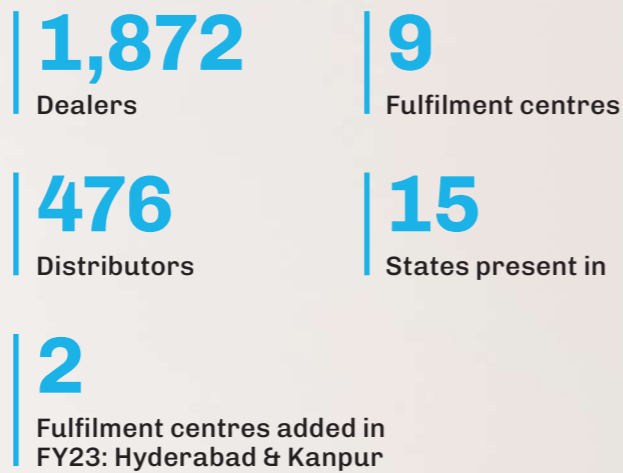 1,872
Dealers
9
Fulfilment centres
476
Distributors
15
States present in
2
Fulfilment centres added in
FY23: Hyderabad & Kanpur